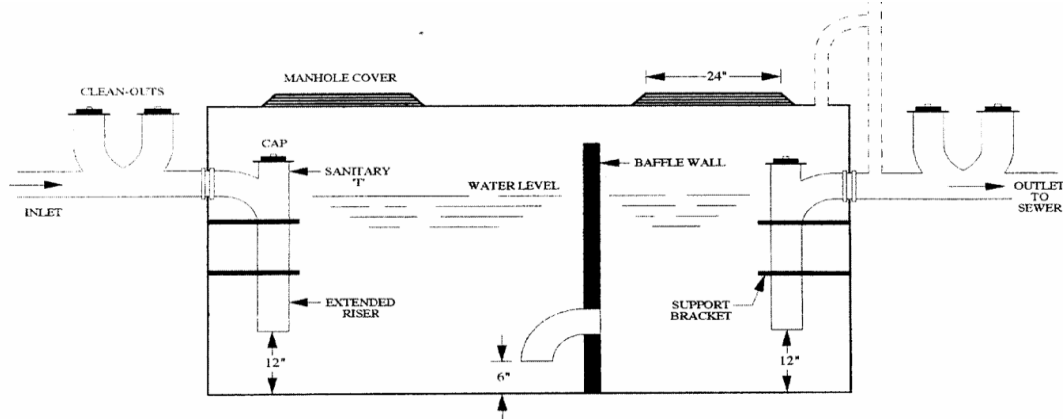 24"
MANHOLE COVER
CLEAN-OUTS
CAP
SANITARY
'T'
BAFFLE WALL
WATER LEVEL
INLET
OUTLET
TO
SEWER
EXTENDED
RISER
SUPPORT
BRACKET
12"
6"
12"